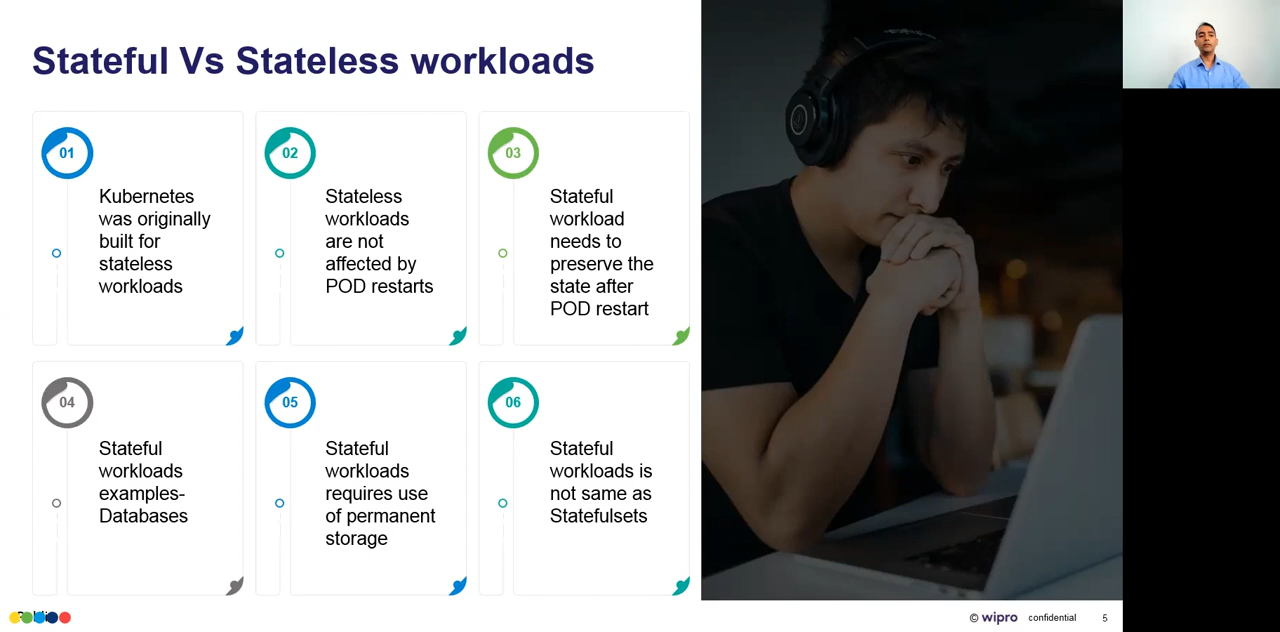 Stateful Vs Stateless workloads
01
Kubernetes
was originally
built for
stateless
workloads
02
Stateless
workloads
are not
affected by
POD restarts
03
Stateful
workload
needs to
preserve the
state after
POD restart
04
Stateful
workloads
examples-
Databases
05
Stateful
workloads
requires use
of permanent
storage
06
Stateful
workloads is
not same as
Statefulsets
© wipro confidential 5